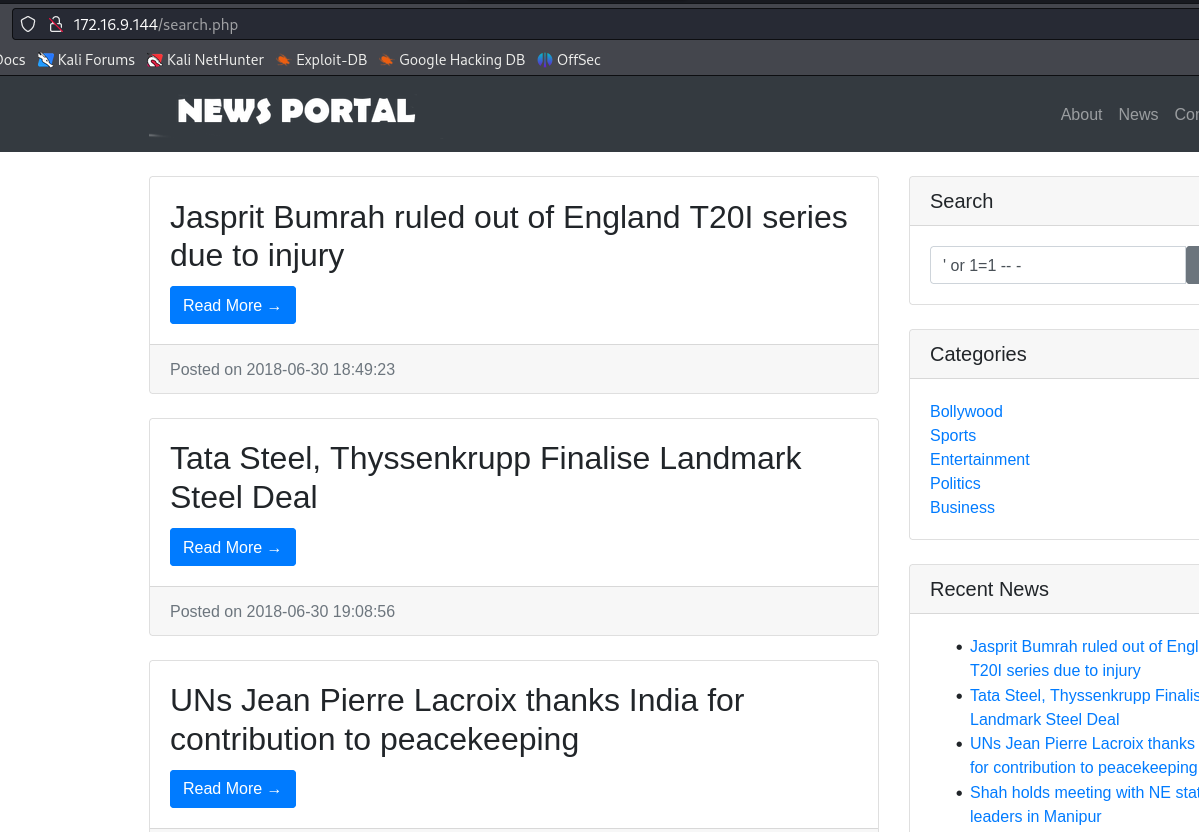 172.16.9.144/search.php
Docs Kali Forums Kali NetHunter Exploit-DB Google Hacking DB OffSec
NEWS PORTAL
About News
Jasprit Bumrah ruled out of England T20I series
due to injury
Read More →
Posted on 2018-06-30 18:49:23
Tata Steel, Thyssenkrupp Finalise Landmark
Steel Deal
Read More →
Posted on 2018-06-30 19:08:56
UNs Jean Pierre Lacroix thanks India for
contribution to peacekeeping
Read More →
Search
' or 1=1 -- -
Categories
Bollywood
Sports
Entertainment
Politics
Business
Recent News
Jasprit Bumrah ruled out of Engl
T20I series due to injury
Tata Steel, Thyssenkrupp Finalis
Landmark Steel Deal
UNs Jean Pierre Lacroix thanks
for contribution to peacekeeping
Shah holds meeting with NE stat
leaders in Manipur